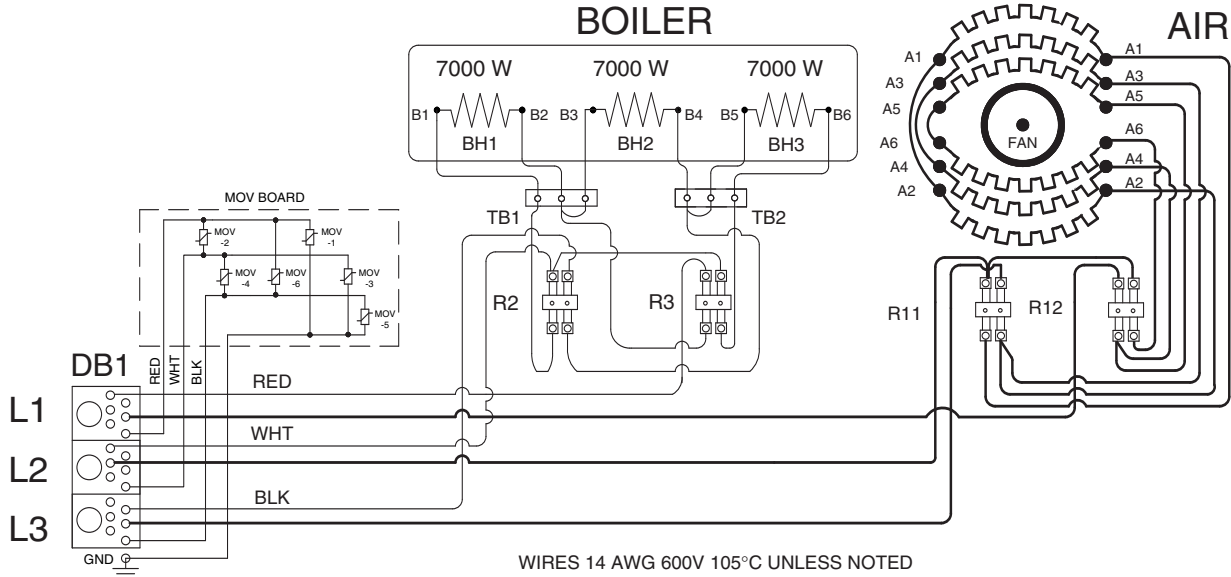 BOILER
AIR
7000 W 7000 W 7000 W
B1 B2 B3 B4 B5 B6
BH1 BH2 BH3
A1 A1
A3 A3
A5 A5
FAN
A6 A6
A4 A4
A2 A2
TB1 TB2
MOV BOARD
MOV -2
MOV -1
MOV -4
MOV -6
MOV -3
MOV -5
R2 R3
R11 R12
DB1
RED WHT BLK
L1
RED
WHT
L2
BLK
L3
GND
WIRES 14 AWG 600V 105°C UNLESS NOTED